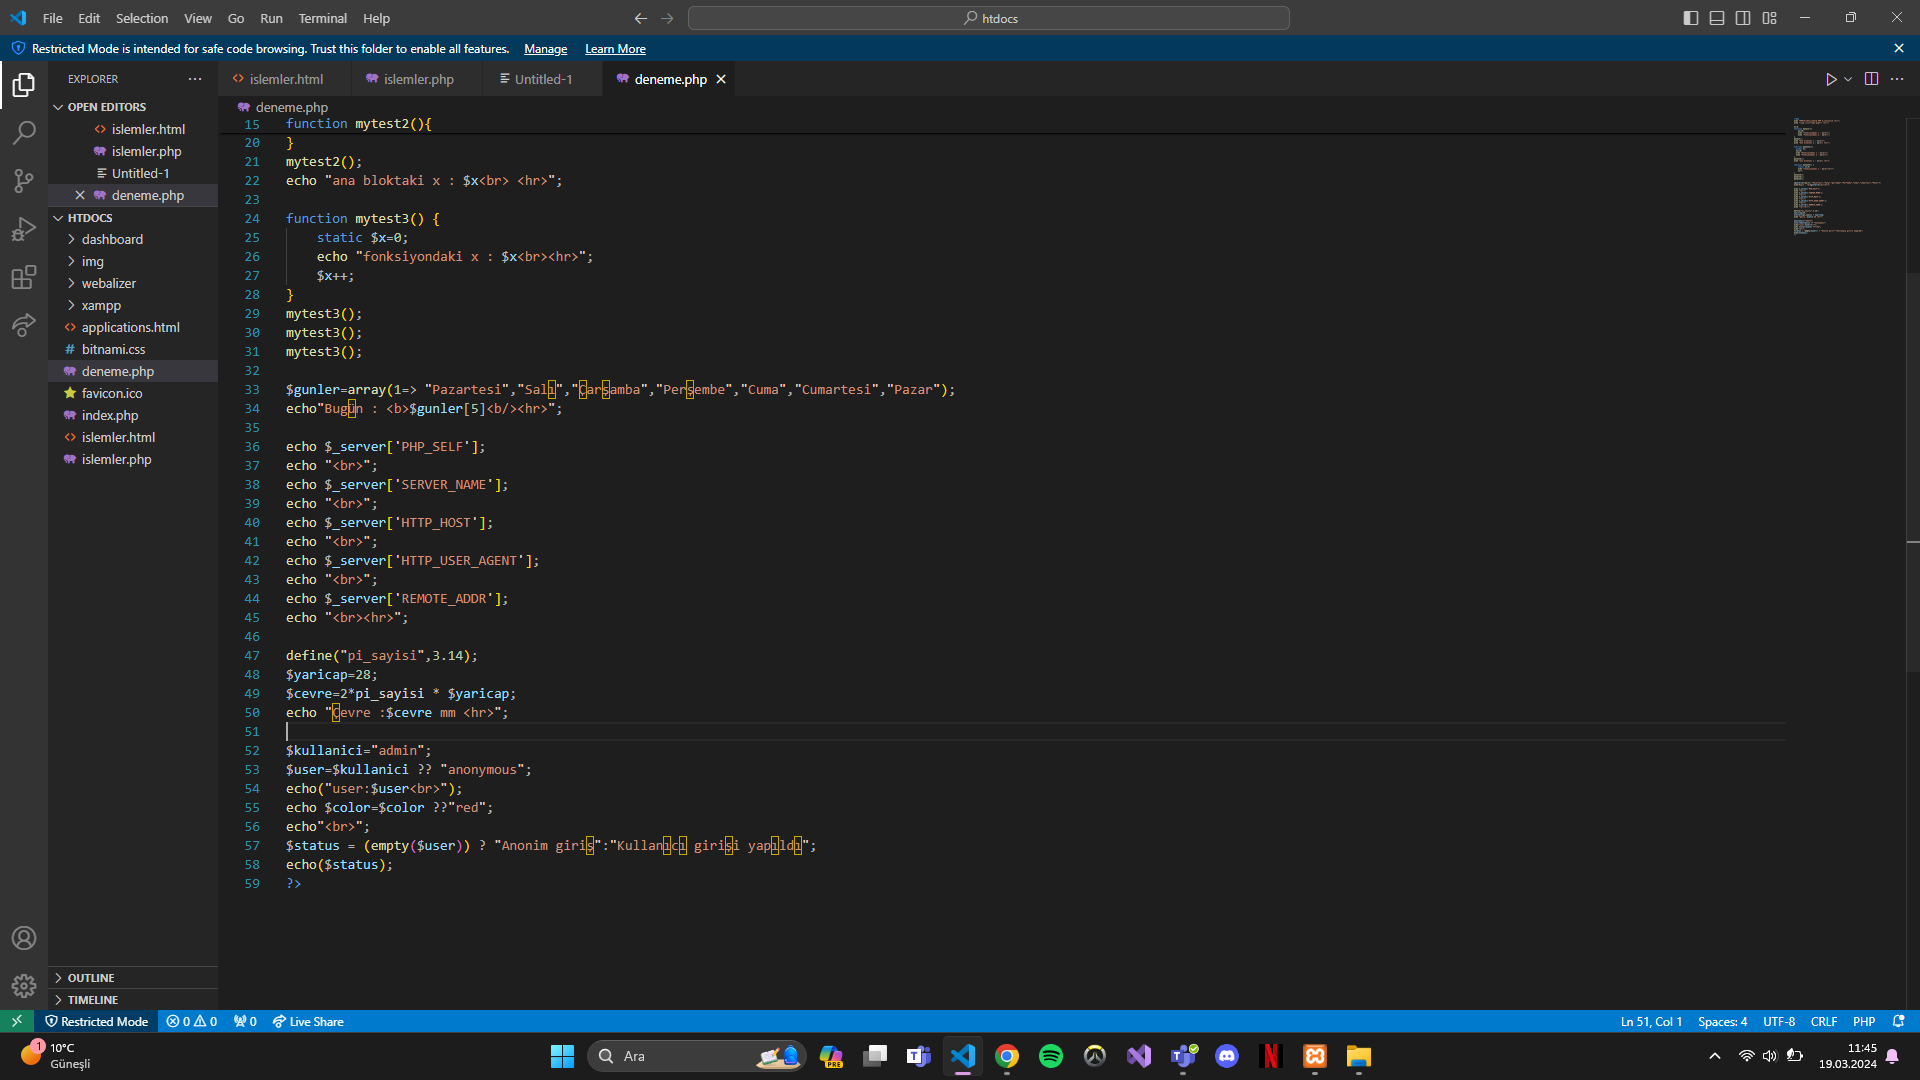 File Edit Selection View Go Run Terminal Help
htdocs
Restricted Mode is intended for safe code browsing. Trust this folder to enable all features. Manage Learn More
EXPLORER
islemler.html islemler.php Untitled-1 deneme.php
OPEN EDITORS
islemler.html
islemler.php
Untitled-1
deneme.php
HTDOCS
dashboard
img
webalizer
xampp
applications.html
bitnami.css
deneme.php
favicon.ico
index.php
islemler.html
islemler.php
OUTLINE
TIMELINE
deneme.php
15 function mytest2(){
20 }
21 mytest2();
22 echo "ana bloktaki x : $x<br> <hr>";
23
24 function mytest3() {
25 static $x=0;
26 echo "fonksiyondaki x : $x<br><hr>";
27 $x++;
28 }
29 mytest3();
30 mytest3();
31 mytest3();
32
33 $gunler=array(1=> "Pazartesi","Salı","Çarşamba","Perşembe","Cuma","Cumartesi","Pazar");
34 echo"Bugün : <b>$gunler[5]<b/><hr>";
35
36 echo $_server['PHP_SELF'];
37 echo "<br>";
38 echo $_server['SERVER_NAME'];
39 echo "<br>";
40 echo $_server['HTTP_HOST'];
41 echo "<br>";
42 echo $_server['HTTP_USER_AGENT'];
43 echo "<br>";
44 echo $_server['REMOTE_ADDR'];
45 echo "<br><hr>";
46
47 define("pi_sayisi",3.14);
48 $yaricap=28;
49 $cevre=2*pi_sayisi * $yaricap;
50 echo "Çevre :$cevre mm <hr>";
51
52 $kullanici="admin";
53 $user=$kullanici ?? "anonymous";
54 echo("user:$user<br>");
55 echo $color=$color ??"red";
56 echo"<br>";
57 $status = (empty($user)) ? "Anonim giriş":"Kullanıcı girişi yapıldı";
58 echo($status);
59 ?>
Restricted Mode 0 0 0 Live Share
Ln 51, Col 1 Spaces: 4 UTF-8 CRLF PHP
1
10°C
Güneşli
Ara
PRE
11:45
19.03.2024